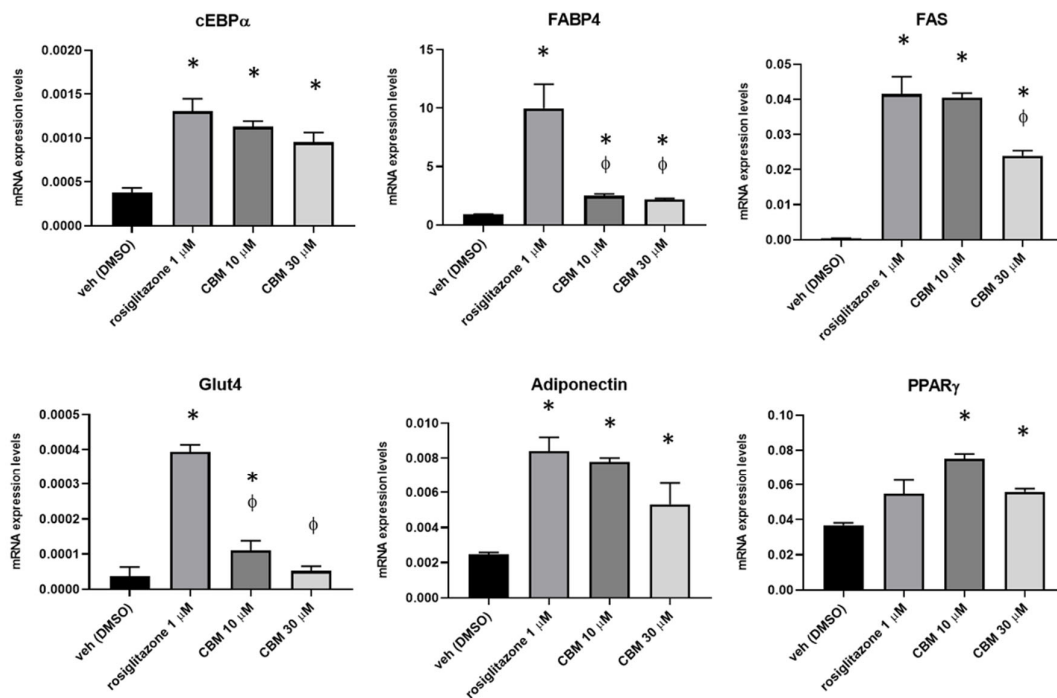 cEBPα
mRNA expression levels
0.0020
0.0015
0.0010
0.0005
0.0000
*
*
*
veh (DMSO)
rosiglitazone 1 μM
CBM 10 μM
CBM 30 μM
FABP4
mRNA expression levels
15
10
5
0
*
*
ϕ
*
ϕ
veh (DMSO)
rosiglitazone 1 μM
CBM 10 μM
CBM 30 μM
FAS
mRNA expression levels
0.05
0.04
0.03
0.02
0.01
0.00
*
*
*
ϕ
veh (DMSO)
rosiglitazone 1 μM
CBM 10 μM
CBM 30 μM
Glut4
mRNA expression levels
0.0005
0.0004
0.0003
0.0002
0.0001
0.0000
*
*
ϕ
ϕ
veh (DMSO)
rosiglitazone 1 μM
CBM 10 μM
CBM 30 μM
Adiponectin
mRNA expression levels
0.010
0.008
0.006
0.004
0.002
0.000
*
*
*
veh (DMSO)
rosiglitazone 1 μM
CBM 10 μM
CBM 30 μM
PPARγ
mRNA expression levels
0.10
0.08
0.06
0.04
0.02
0.00
*
*
veh (DMSO)
rosiglitazone 1 μM
CBM 10 μM
CBM 30 μM